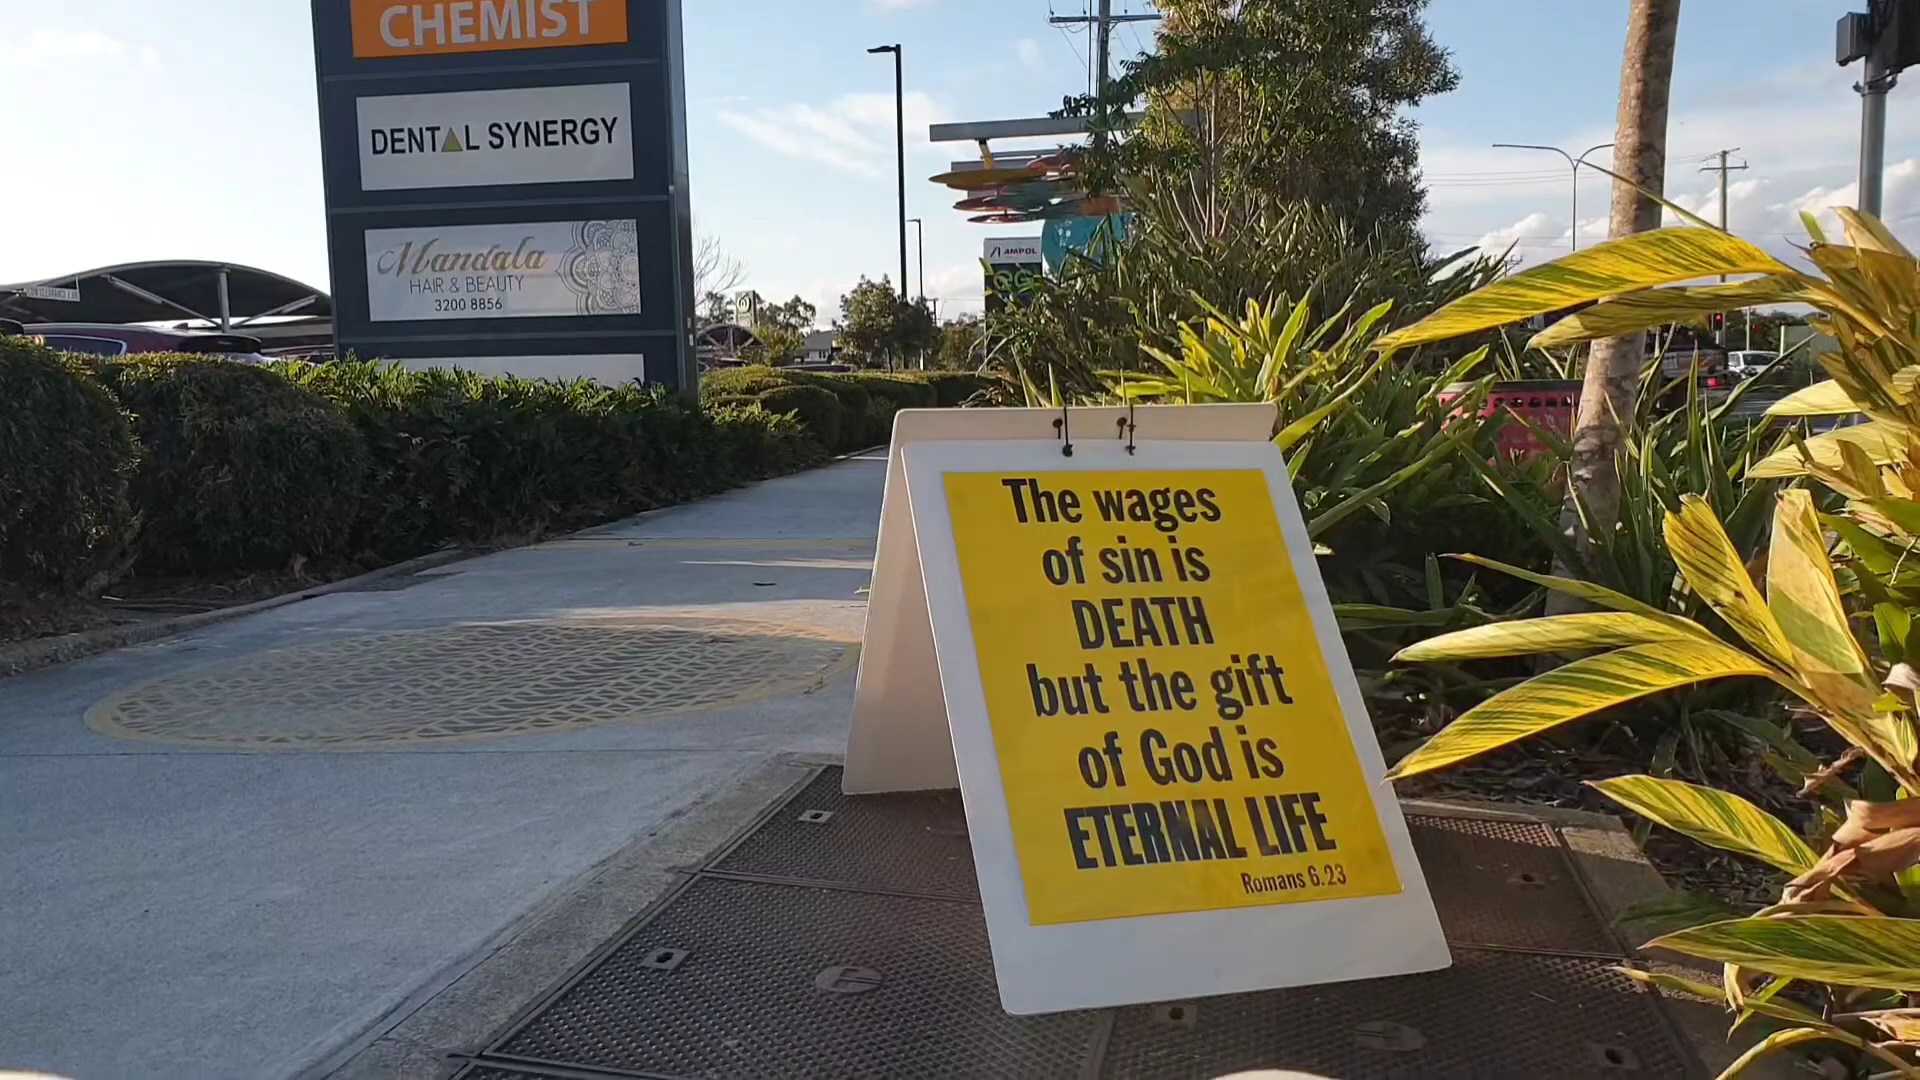 CHEMIST
DENTAL SYNERGY
Mandala
HAIR & BEAUTY
3200 8856
AMPOL
The wages
of sin is
DEATH
but the gift
of God is
ETERNAL LIFE
Romans 6.23